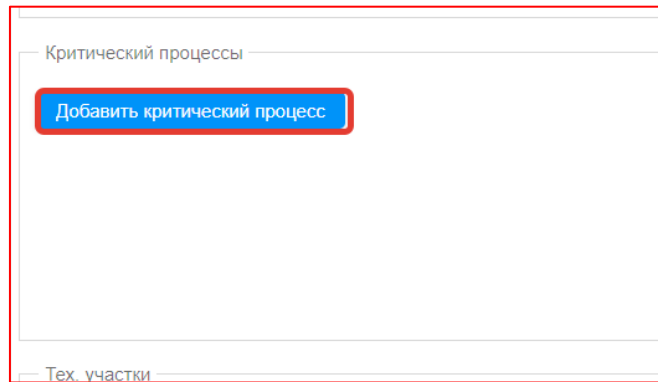 Критический процессы
Добавить критический процесс
Тех. участки